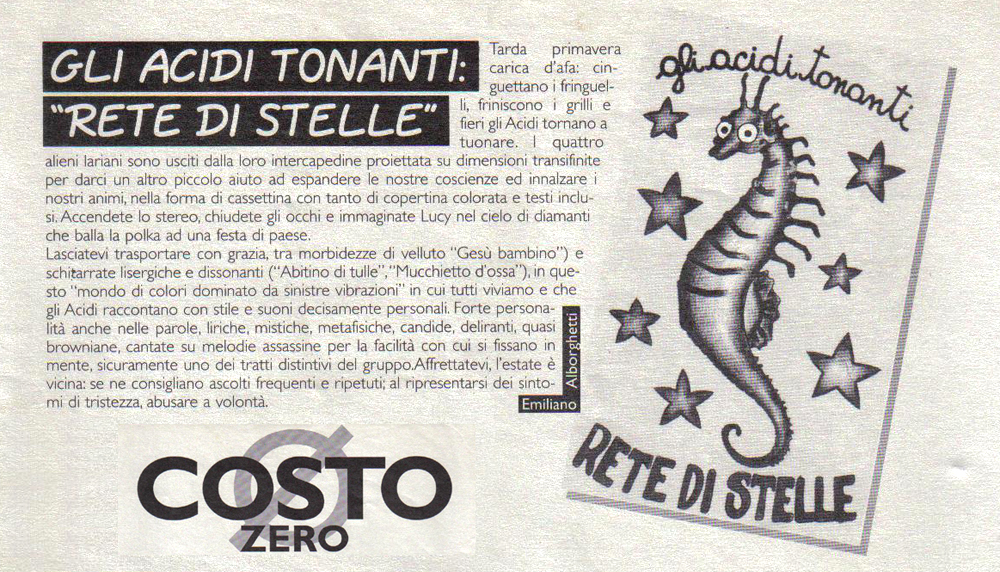 GLI ACIDI TONANTI:
"RETE DI STELLE"
Tarda primavera
carica d'afa: cin-
guettano i fringuel-
li, friniscono i grilli e
fieri gli Acidi tornano a
tuonare. I quattro
alieni lariani sono usciti dalla loro intercapedine proiettata su dimensioni transifinite
per darci un altro piccolo aiuto ad espandere le nostre coscienze ed innalzare i
nostri animi, nella forma di cassettina con tanto di copertina colorata e testi inclu-
si. Accendete lo stereo, chiudete gli occhi e immaginate Lucy nel cielo di diamanti
che balla la polka ad una festa di paese.
Lasciatevi trasportare con grazia, tra morbidezze di velluto "Gesù bambino") e
schitarrate lisergiche e dissonanti ("Abitino di tulle", "Mucchietto d'ossa"), in que-
sto "mondo di colori dominato da sinistre vibrazioni" in cui tutti viviamo e che
gli Acidi raccontano con stile e suoni decisamente personali. Forte persona-
lità anche nelle parole, liriche, mistiche, metafisiche, candide, deliranti, quasi
browniane, cantate su melodie assassine per la facilità con cui si fissano in
mente, sicuramente uno dei tratti distintivi del gruppo.Affrettatevi, l'estate è
vicina: se ne consigliano ascolti frequenti e ripetuti; al ripresentarsi dei sinto-
mi di tristezza, abusare a volontà.
Emiliano
Alborghetti
COSTO
ZERO
gli.acidi.tonanti
RETE DI STELLE